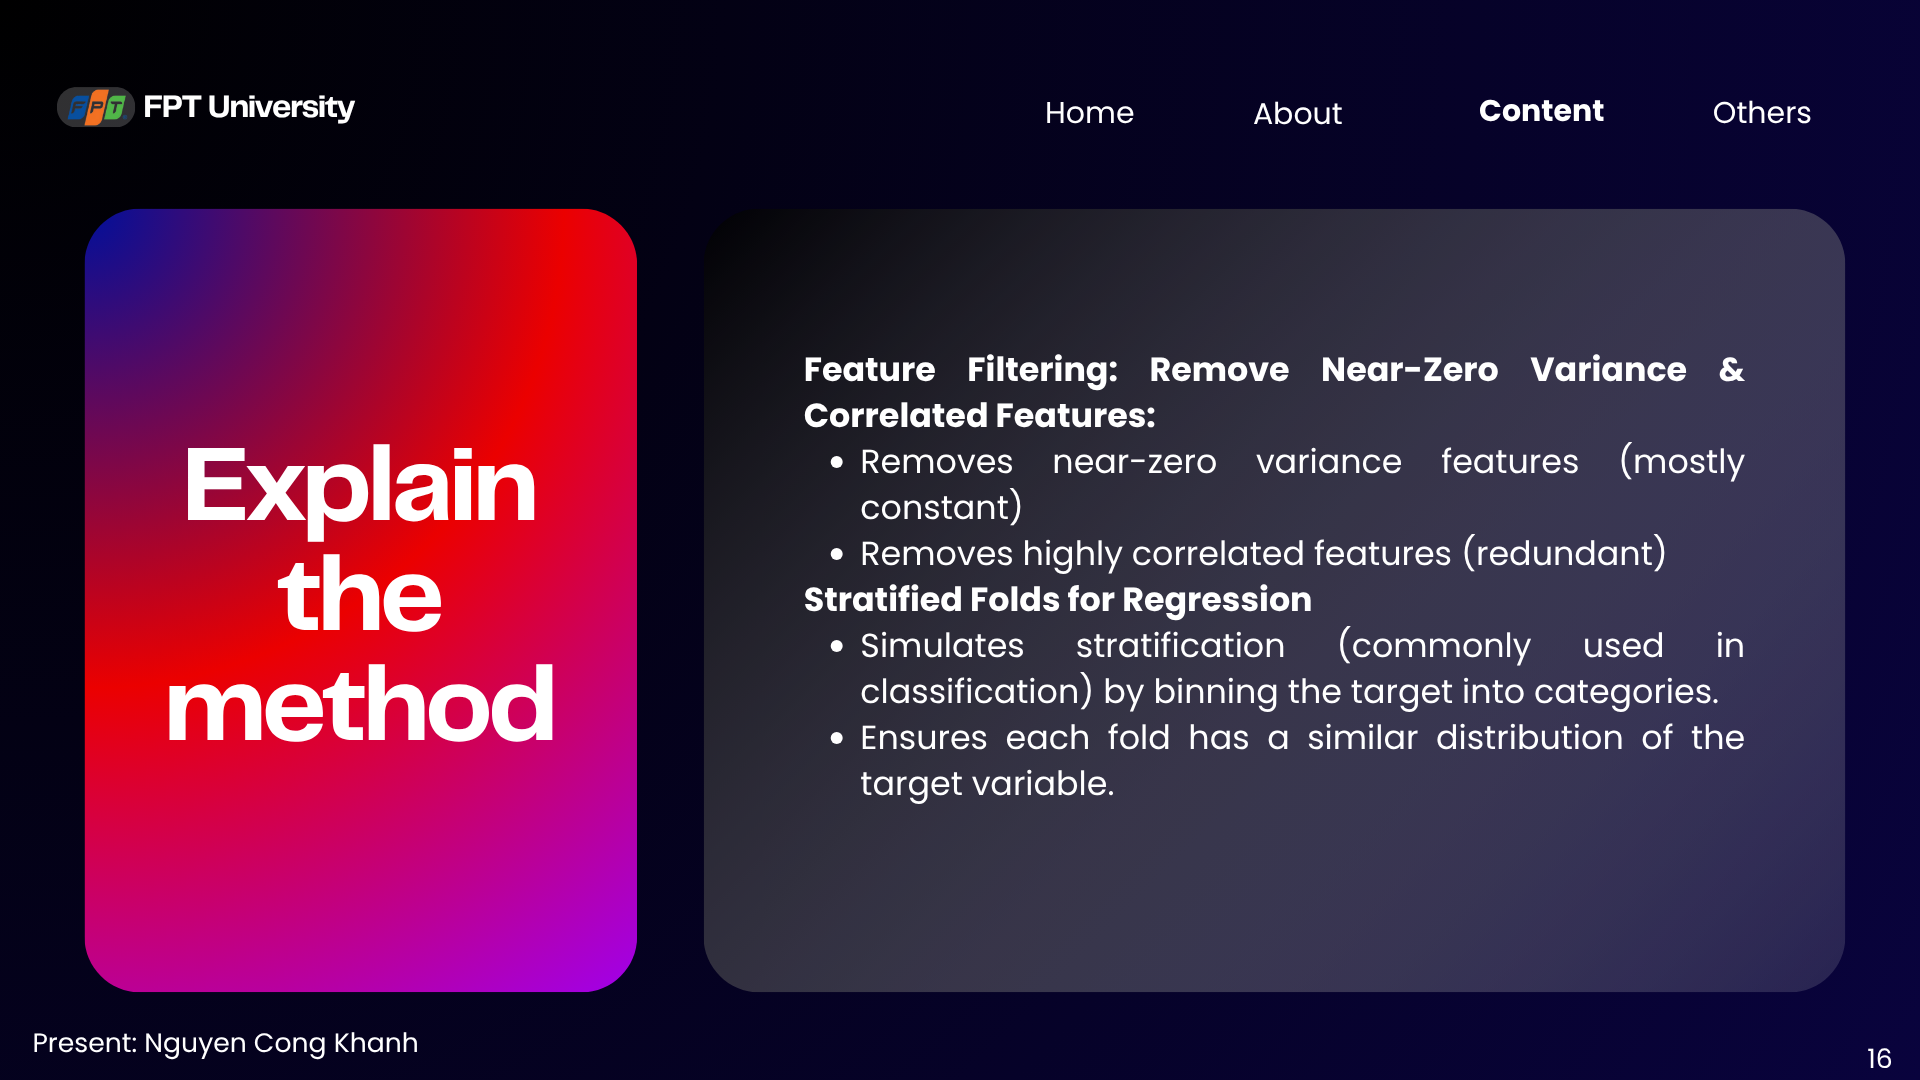 FPT FPT University
Home About Content Others
Explain
the
method
Feature Filtering: Remove Near-Zero Variance &
Correlated Features:
• Removes near-zero variance features (mostly
constant)
• Removes highly correlated features (redundant)
Stratified Folds for Regression
• Simulates stratification (commonly used in
classification) by binning the target into categories.
• Ensures each fold has a similar distribution of the
target variable.
Present: Nguyen Cong Khanh
16